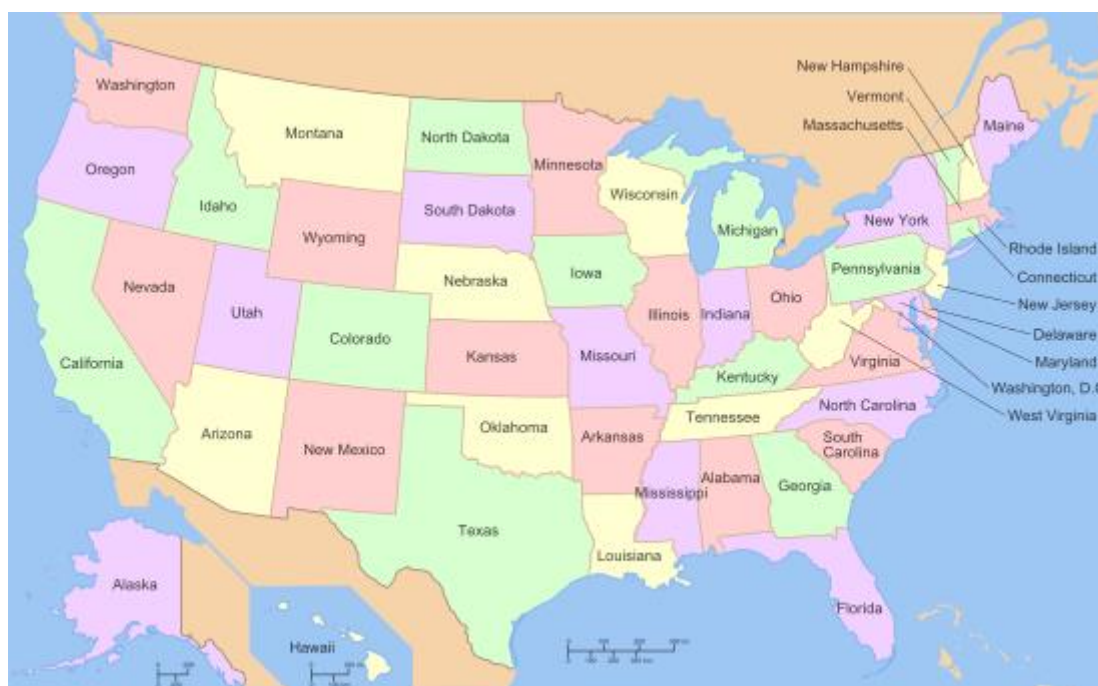 New Hampshire
Vermont
Massachusetts
Washington
Montana
North Dakota
Minnesota
Maine
Oregon
Idaho
Wyoming
South Dakota
Wisconsin
Michigan
New York
Rhode Island
Connecticut
New Jersey
Delaware
Maryland
Washington, D.
West Virginia
Nebraska
Iowa
Pennsylvania
Nevada
Utah
Colorado
Kansas
Missouri
Illinois
Indiana
Ohio
California
Kentucky
Virginia
Arizona
New Mexico
Oklahoma
Arkansas
Tennessee
North Carolina
South
Carolina
Texas
Mississippi
Alabama
Georgia
Louisiana
Alaska
Hawaii
Florida